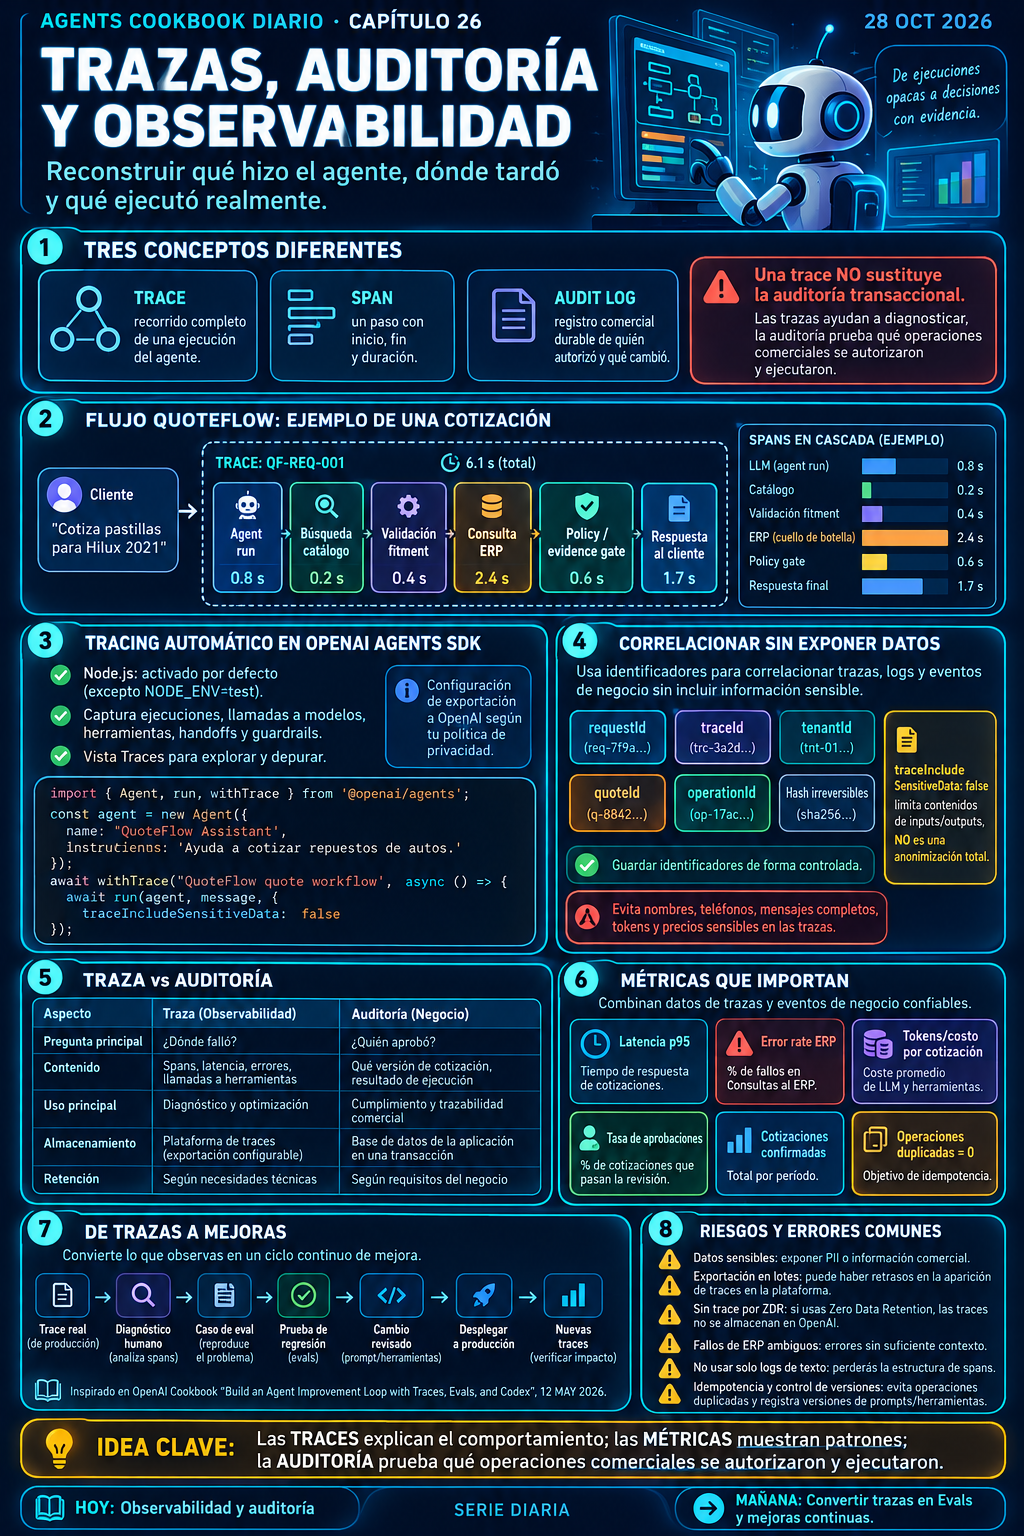 AGENTS COOKBOOK DIARIO · CAPÍTULO 26
28 OCT 2026
TRAZAS, AUDITORÍA
Y OBSERVABILIDAD
Reconstruir qué hizo el agente, dónde tardó
y qué ejecutó realmente.
De ejecuciones
opacas a decisiones
con evidencia.
1 TRES CONCEPTOS DIFERENTES
TRACE
recorrido completo
de una ejecución
del agente.
SPAN
un paso con
inicio, fin
y duración.
AUDIT LOG
registro comercial
durable de quién
autorizó y qué cambió.
Una trace NO sustituye
la auditoría transaccional.
Las trazas ayudan a diagnosticar,
la auditoría prueba qué operaciones
comerciales se autorizaron
y ejecutaron.
2 FLUJO QUOTEFLOW: EJEMPLO DE UNA COTIZACIÓN
Cliente
"Cotiza pastillas
para Hilux 2021"
TRACE: QF-REQ-001
6.1 s (total)
Agent
run
0.8 s
Búsqueda
catálogo
0.2 s
Validación
fitment
0.4 s
Consulta
ERP
2.4 s
Policy /
evidence gate
0.6 s
Respuesta
al cliente
1.7 s
SPANS EN CASCADA (EJEMPLO)
LLM (agent run) 0.8 s
Catálogo 0.2 s
Validación fitment 0.4 s
ERP (cuello de botella) 2.4 s
Policy gate 0.6 s
Respuesta final 1.7 s
3 TRACING AUTOMÁTICO EN OPENAI AGENTS SDK
Node.js: activado por defecto
(excepto NODE_ENV=test).
Captura ejecuciones, llamadas a modelos,
herramientas, handoffs y guardrails.
Vista Traces para explorar y depurar.
Configuración
de exportación
a OpenAI según
tu política de
privacidad.
import { Agent, run, withTrace } from '@openai/agents';
const agent = new Agent({
name: "QuoteFlow Assistant',
instructions: 'Ayuda a cotizar repuestos de autos.'
});
await withTrace("QuoteFlow quote workflow', async () => {
await run(agent, message, {
traceIncludeSensitiveData: false
});
4 CORRELACIONAR SIN EXPONER DATOS
Usa identificadores para correlacionar trazas, logs y eventos
de negocio sin incluir información sensible.
requestId
(req-7f9a...)
traceId
(trc-3a2d...)
tenantId
(tnt-01...)
quoteId
(q-8842...)
operationId
(op-17ac...)
Hash irreversibles
(sha256...)
traceInclude
SensitiveData: false
limita contenidos
de inputs/outputs,
NO es una
anonimización total.
Guardar identificadores de forma controlada.
Evita nombres, teléfonos, mensajes completos,
tokens y precios sensibles en las trazas.
5 TRAZA vs AUDITORÍA
Aspecto Traza (Observabilidad) Auditoría (Negocio)
Pregunta principal ¿Dónde falló? ¿Quién aprobó?
Contenido Spans, latencia, errores, Qué versión de cotización,
llamadas a herramientas resultado de ejecución
Uso principal Diagnóstico y optimización Cumplimiento y trazabilidad
comercial
Almacenamiento Plataforma de traces Base de datos de la aplicación
(exportación configurable) en una transacción
Retención Según necesidades técnicas Según requisitos del negocio
6 MÉTRICAS QUE IMPORTAN
Combinan datos de trazas y eventos de negocio confiables.
Latencia p95
Tiempo de respuesta
de cotizaciones.
Error rate ERP
% de fallos en
Consultas al ERP.
Tokens/costo
por cotización
Coste promedio
de LLM y herramientas.
Tasa de aprobaciones
% de cotizaciones que
pasan la revisión.
Cotizaciones
confirmadas
Total por período.
Operaciones
duplicadas = 0
Objetivo de idempotencia.
7 DE TRAZAS A MEJORAS
Convierte lo que observas en un ciclo continuo de mejora.
Trace real
(de producción)
Diagnóstico
humano
(analiza spans)
Caso de eval
(reproduce
el problema)
Prueba de
regresión
(evals)
Cambio
revisado
(prompt/herramientas)
Desplegar
a producción
Nuevas
traces
(verificar impacto)
Inspirado en OpenAI Cookbook "Build an Agent Improvement Loop with Traces, Evals, and Codex", 12 MAY 2026.
8 RIESGOS Y ERRORES COMUNES
Datos sensibles: exponer PII o información comercial.
Exportación en lotes: puede haber retrasos en la aparición
de traces en la plataforma.
Sin trace por ZDR: si usas Zero Data Retention, las traces
no se almacenan en OpenAI.
Fallos de ERP ambiguos: errores sin suficiente contexto.
No usar solo logs de texto: perderás la estructura de spans.
Idempotencia y control de versiones: evita operaciones
duplicadas y registra versiones de prompts/herramientas.
IDEA CLAVE:
Las TRACES explican el comportamiento; las MÉTRICAS muestran patrones;
la AUDITORÍA prueba qué operaciones comerciales se autorizaron y ejecutaron.
HOY: Observabilidad y auditoría
SERIE DIARIA
MAÑANA: Convertir trazas en Evals
y mejoras continuas.